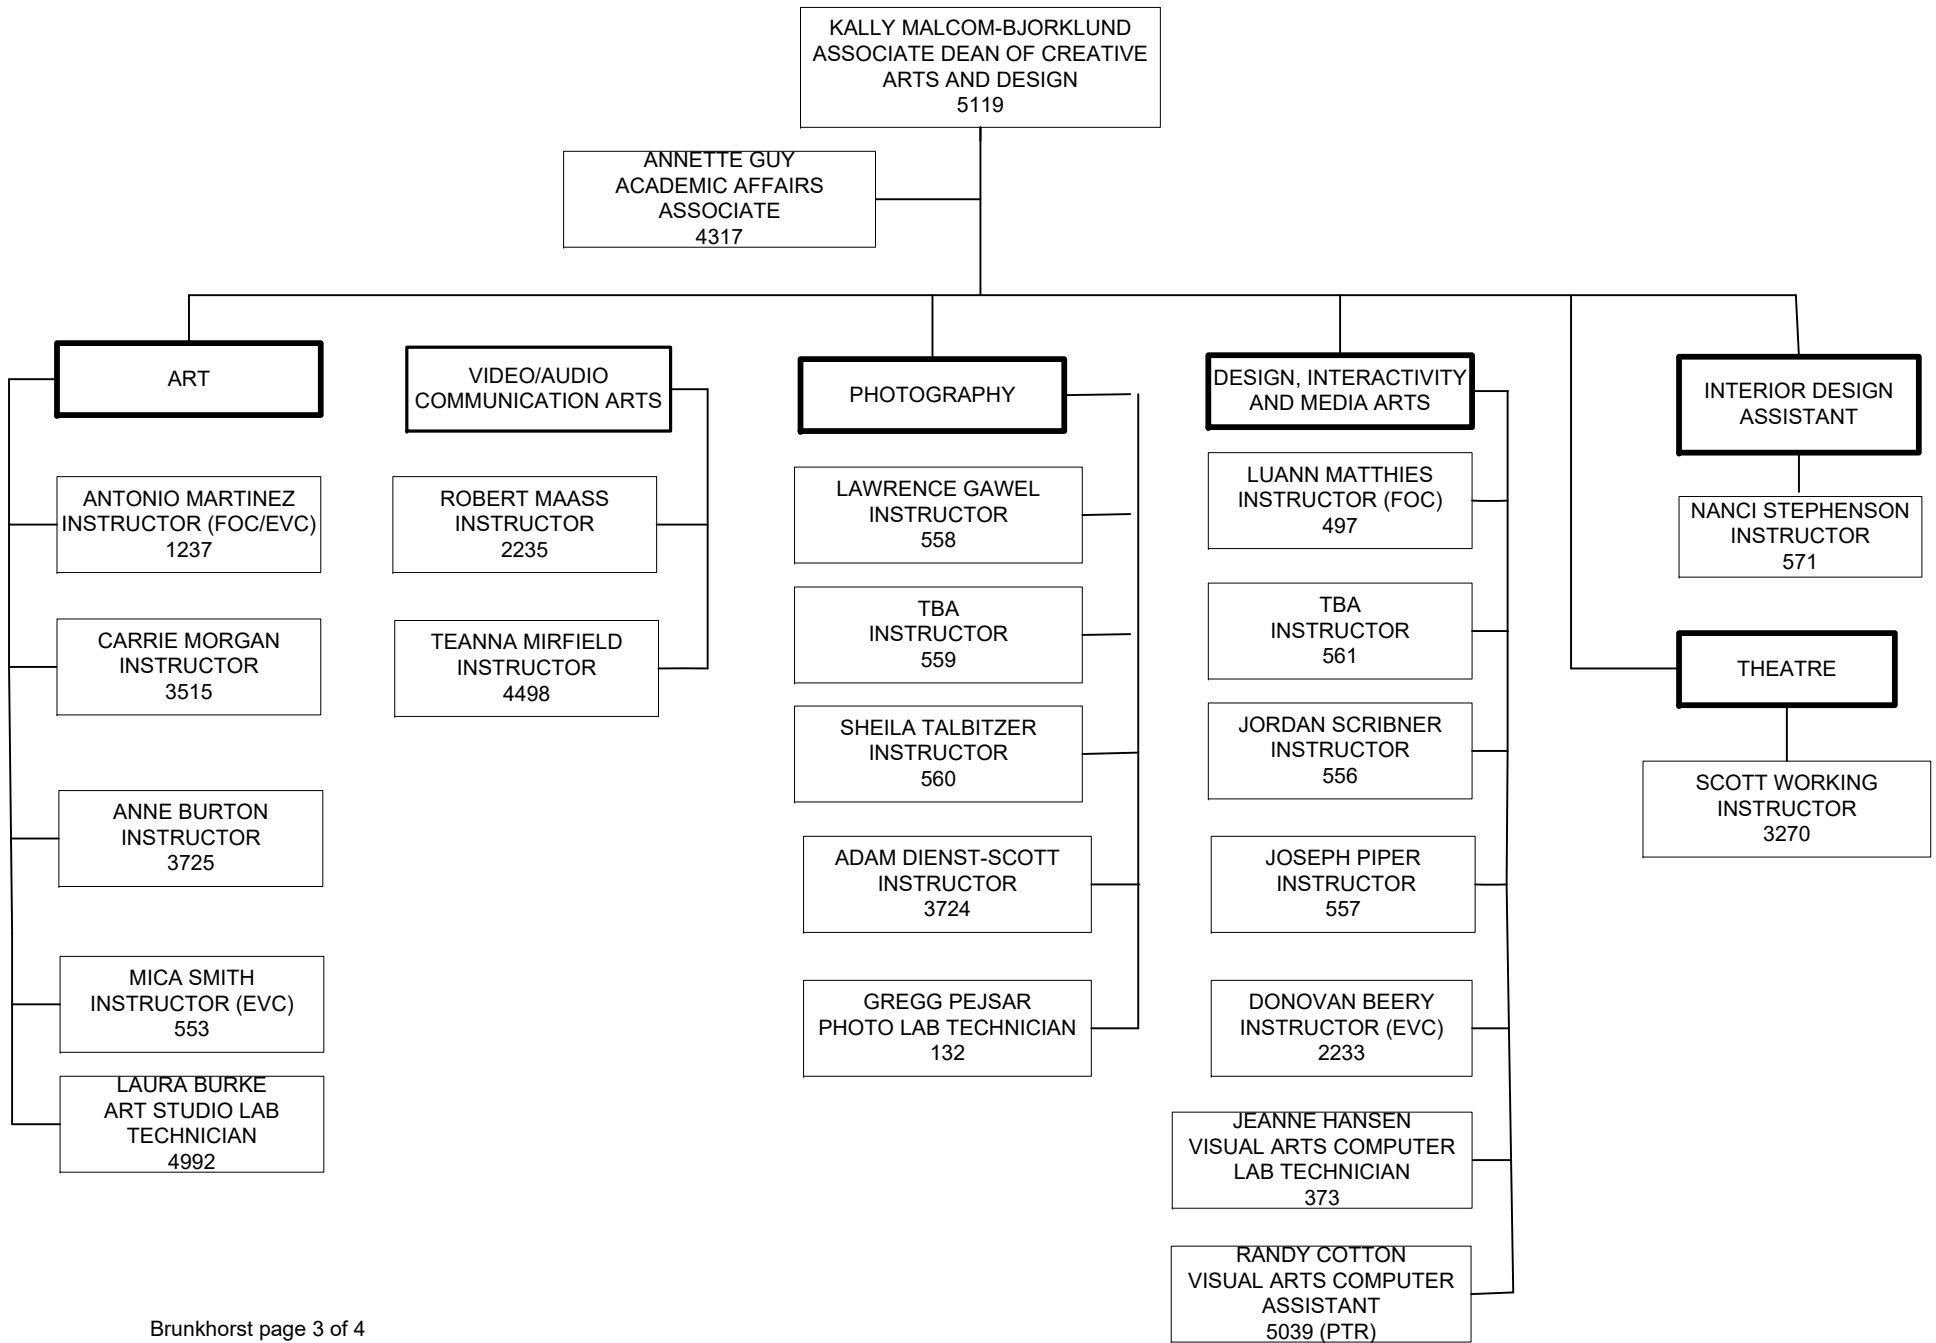 KALLY MALCOM-BJORKLUND
ASSOCIATE DEAN OF CREATIVE
ARTS AND DESIGN
5119
ANNETTE GUY
ACADEMIC AFFAIRS
ASSOCIATE
4317
ART
ANTONIO MARTINEZ
INSTRUCTOR (FOC/EVC)
1237
CARRIE MORGAN
INSTRUCTOR
3515
ANNE BURTON
INSTRUCTOR
3725
MICA SMITH
INSTRUCTOR (EVC)
553
LAURA BURKE
ART STUDIO LAB
TECHNICIAN
4992
VIDEO/AUDIO
COMMUNICATION ARTS
ROBERT MAASS
INSTRUCTOR
2235
TEANNA MIRFIELD
INSTRUCTOR
4498
PHOTOGRAPHY
LAWRENCE GAWEL
INSTRUCTOR
558
TBA
INSTRUCTOR
559
SHEILA TALBITZER
INSTRUCTOR
560
ADAM DIENST-SCOTT
INSTRUCTOR
3724
GREGG PEJSAR
PHOTO LAB TECHNICIAN
132
DESIGN, INTERACTIVITY
AND MEDIA ARTS
LUANN MATTHIES
INSTRUCTOR (FOC)
497
TBA
INSTRUCTOR
561
JORDAN SCRIBNER
INSTRUCTOR
556
JOSEPH PIPER
INSTRUCTOR
557
DONOVAN BEERY
INSTRUCTOR (EVC)
2233
JEANNE HANSEN
VISUAL ARTS COMPUTER
LAB TECHNICIAN
373
RANDY COTTON
VISUAL ARTS COMPUTER
ASSISTANT
5039 (PTR)
INTERIOR DESIGN
ASSISTANT
NANCI STEPHENSON
INSTRUCTOR
571
THEATRE
SCOTT WORKING
INSTRUCTOR
3270
Brunkhorst page 3 of 4